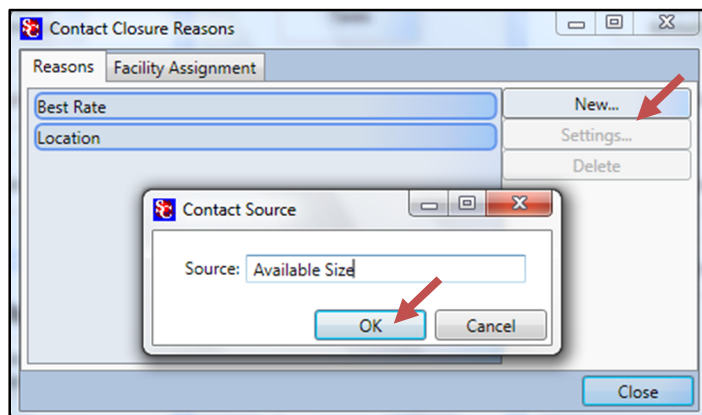 Contact Closure Reasons
Reasons Facility Assignment
Best Rate
Location
New...
Settings...
Delete
Contact Source
Source: Available Size
OK Cancel
Close